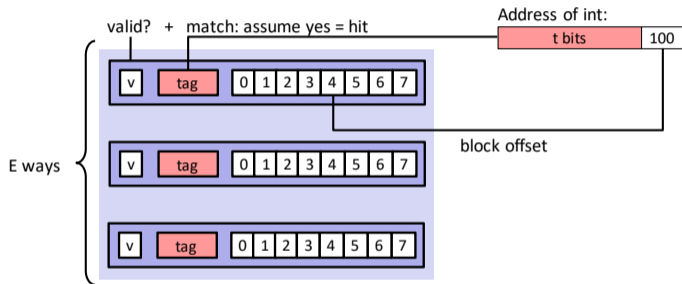 Address of int:
valid? + match: assume yes = hit
t bits 100
v tag 0 1 2 3 4 5 6 7
block offset
E ways
v tag 0 1 2 3 4 5 6 7
v tag 0 1 2 3 4 5 6 7